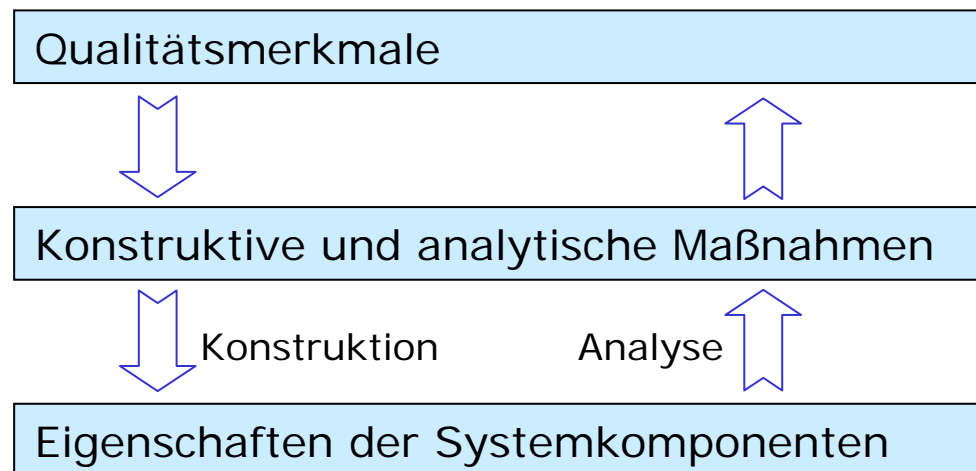 Qualitätsmerkmale
Konstruktive und analytische Maßnahmen
Konstruktion Analyse
Eigenschaften der Systemkomponenten